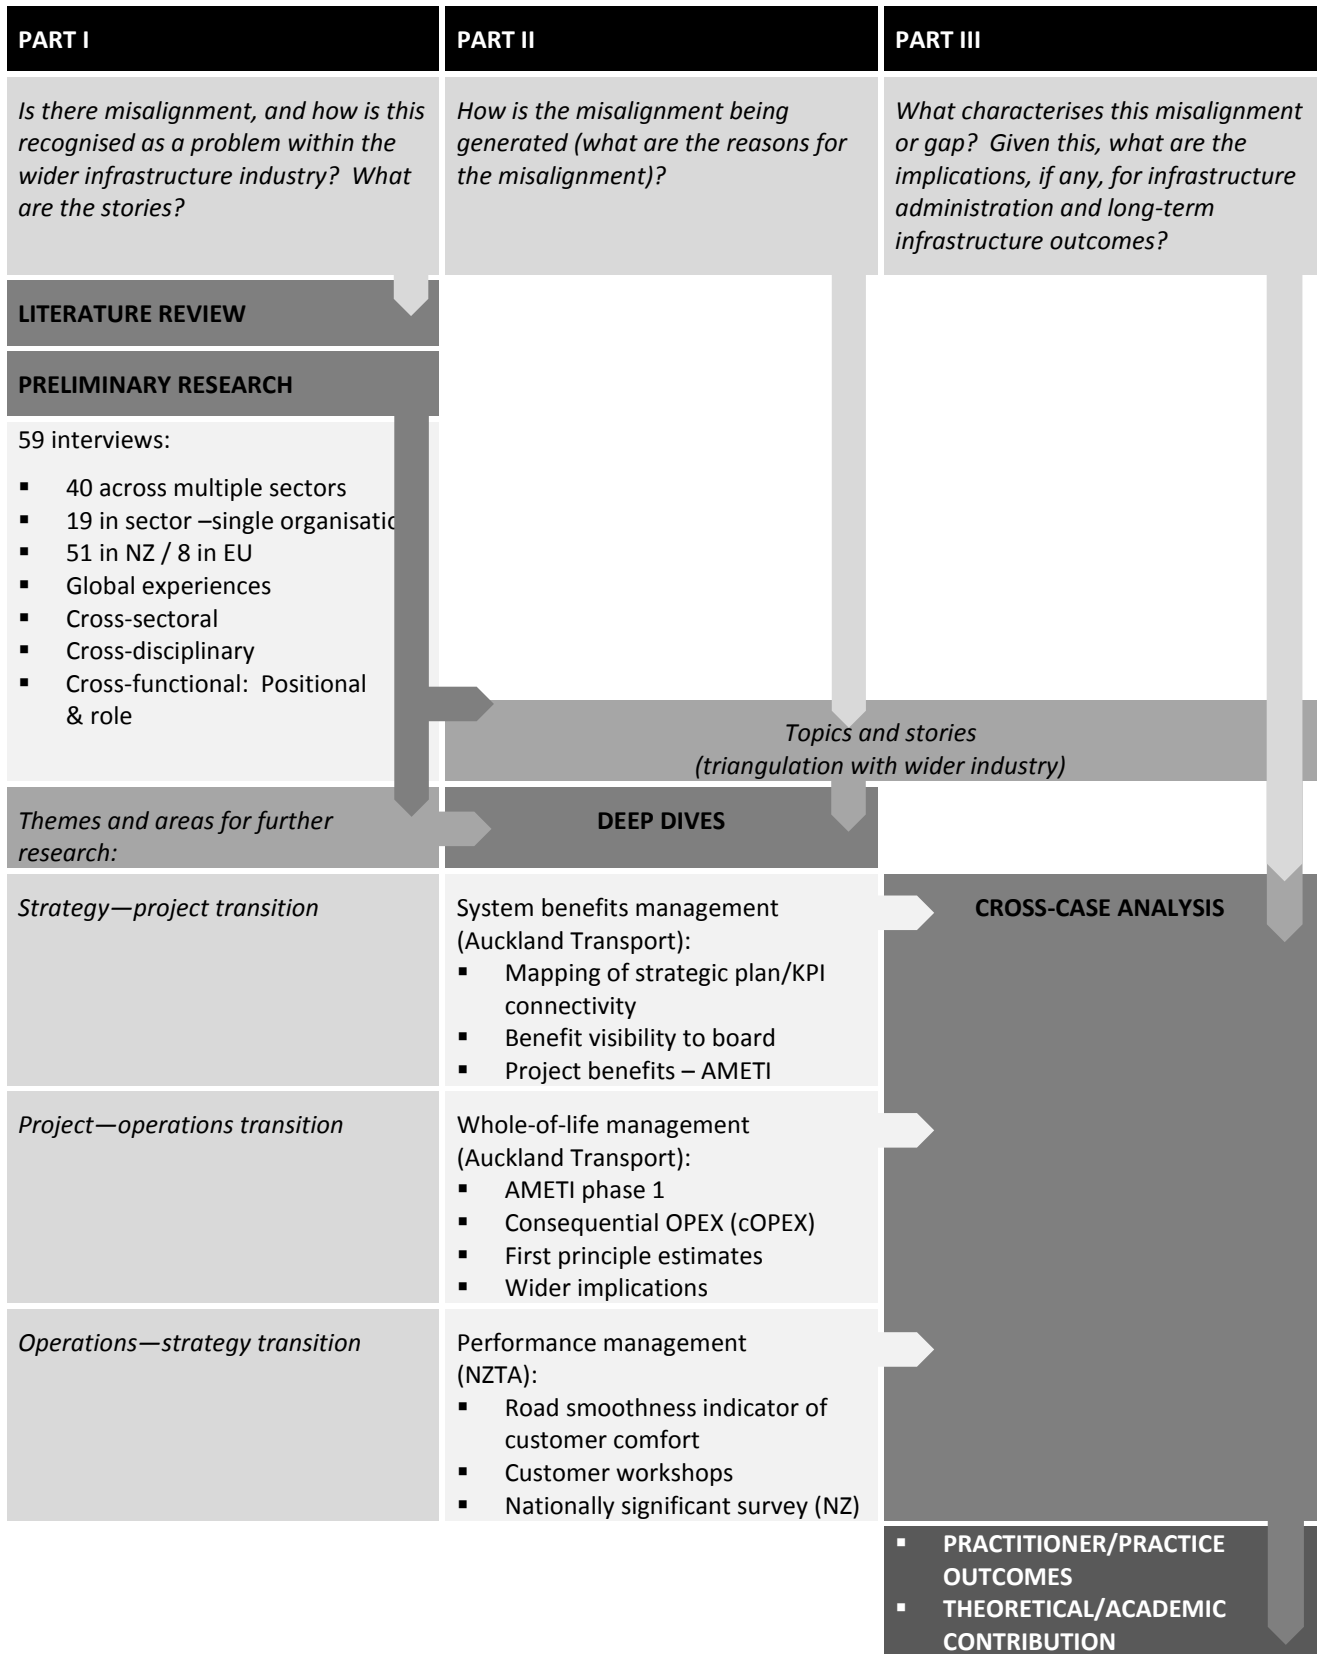 PART I
PART II
PART III
Is there misalignment, and how is this
recognised as a problem within the
wider infrastructure industry?  What
are the stories?
How is the misalignment being
generated (what are the reasons for
the misalignment)?
What characterises this misalignment
or gap?  Given this, what are the
implications, if any, for infrastructure
administration and long-term
infrastructure outcomes?
LITERATURE REVIEW
PRELIMINARY RESEARCH
59 interviews:
▪ 40 across multiple sectors
▪ 19 in sector –single organisatio
▪ 51 in NZ / 8 in EU
▪ Global experiences
▪ Cross-sectoral
▪ Cross-disciplinary
▪ Cross-functional:  Positional
& role
Topics and stories
(triangulation with wider industry)
Themes and areas for further
research:
DEEP DIVES
Strategy—project transition
System benefits management
(Auckland Transport):
▪ Mapping of strategic plan/KPI
connectivity
▪ Benefit visibility to board
▪ Project benefits – AMETI
CROSS-CASE ANALYSIS
Project—operations transition
Whole-of-life management
(Auckland Transport):
▪ AMETI phase 1
▪ Consequential OPEX (cOPEX)
▪ First principle estimates
▪ Wider implications
Operations—strategy transition
Performance management
(NZTA):
▪ Road smoothness indicator of
customer comfort
▪ Customer workshops
▪ Nationally significant survey (NZ)
▪ PRACTITIONER/PRACTICE
OUTCOMES
▪ THEORETICAL/ACADEMIC
CONTRIBUTION